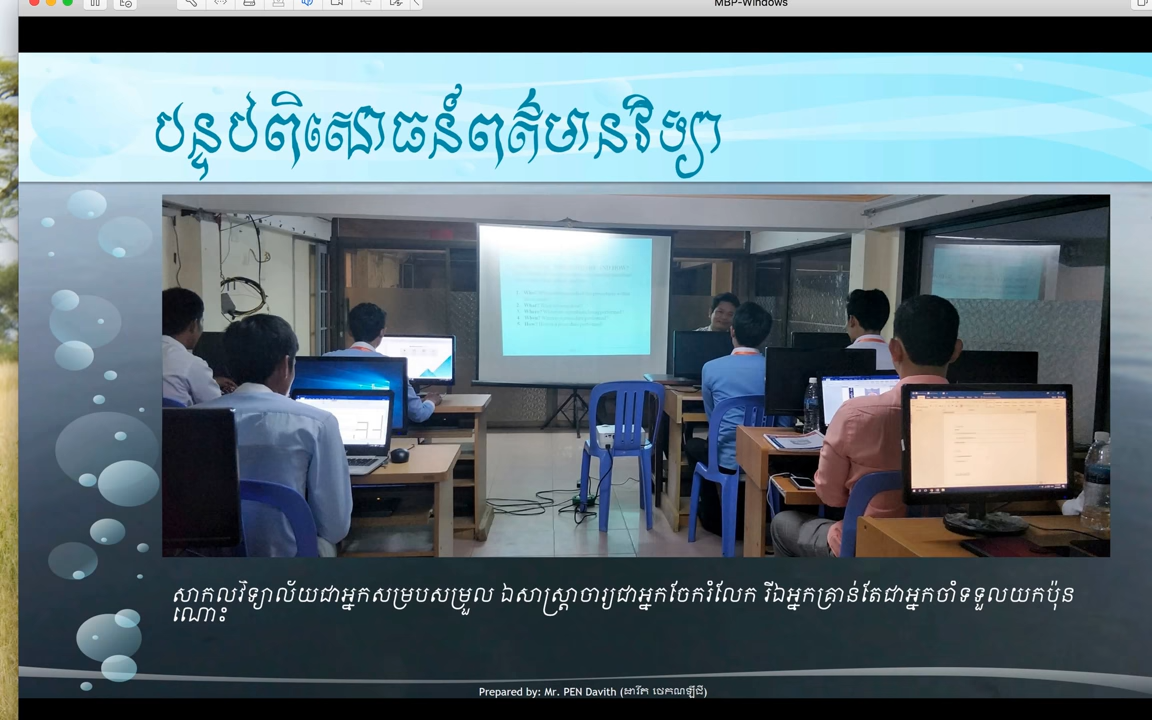 MBP-Windows
បន្ទប់ពិសោធន៍ពត៌មានវិទ្យា
សាកលវិទ្យាល័យជាអ្នកសម្របសម្រួល ឯសាស្ត្រាចារ្យជាអ្នកចែករំលែក រីឯអ្នកគ្រាន់តែជាអ្នកចាំទទួលយកប៉ុន
ណោះ
Prepared by: Mr. PEN Davith